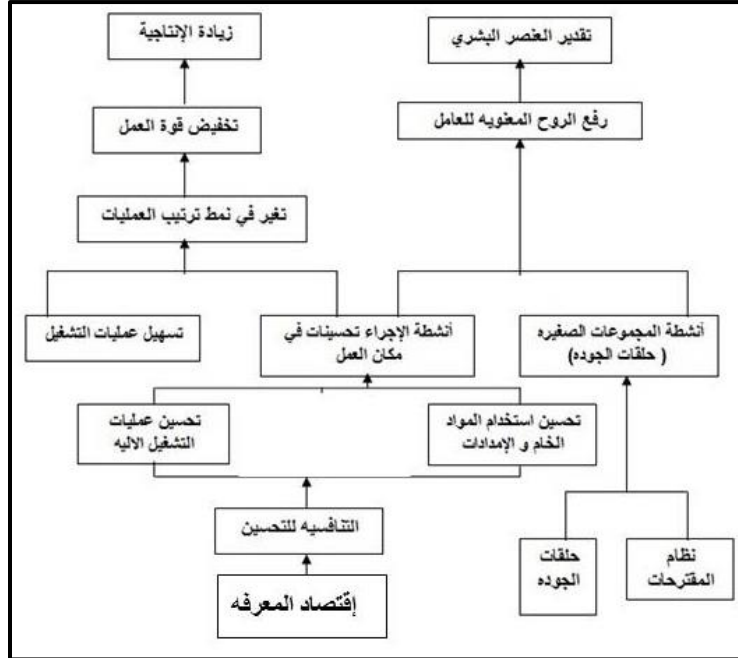 تقدير العنصر البشري
زيادة الإنتاجية
رفع الروح المعنويه للعامل
تخفيض قوة العمل
تغير في نمط ترتيب العمليات
أنشطة المجموعات الصغيره
( حلقات الجوده)
أنشطة الإجراء تحسينات في
مكان العمل
تسهيل عمليات التشغيل
تحسين استخدام المواد
الخام و الإمدادات
تحسين عمليات
التشغيل الاليه
التنافسيه للتحسين
نظام
المقترحات
حلقات
الجوده
إقتصاد المعرفه